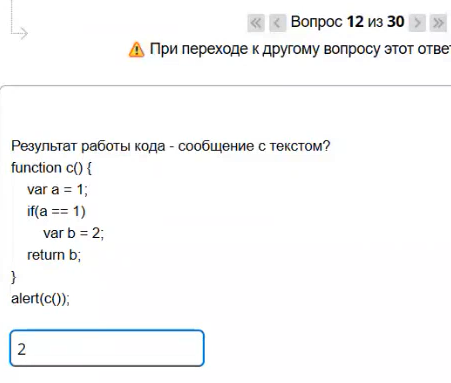 Вопрос 12 из 30
При переходе к другому вопросу этот
Результат работы кода - сообщение с текстом?
function c() {
var a = 1;
if(a == 1)
var b = 2;
return b;
}
alert(c());
2